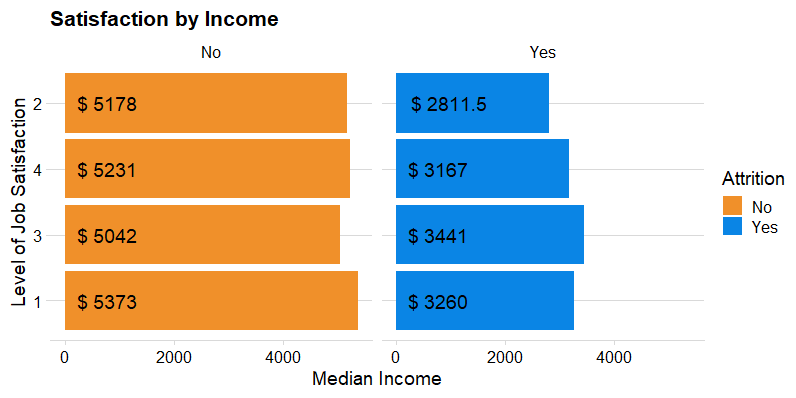 Satisfaction by Income
No
Yes
Level of Job Satisfaction
2
$ 5178
$ 2811.5
4
$ 5231
$ 3167
3
$ 5042
$ 3441
1
$ 5373
$ 3260
0
2000
4000
0
2000
4000
Median Income
Attrition
No
Yes